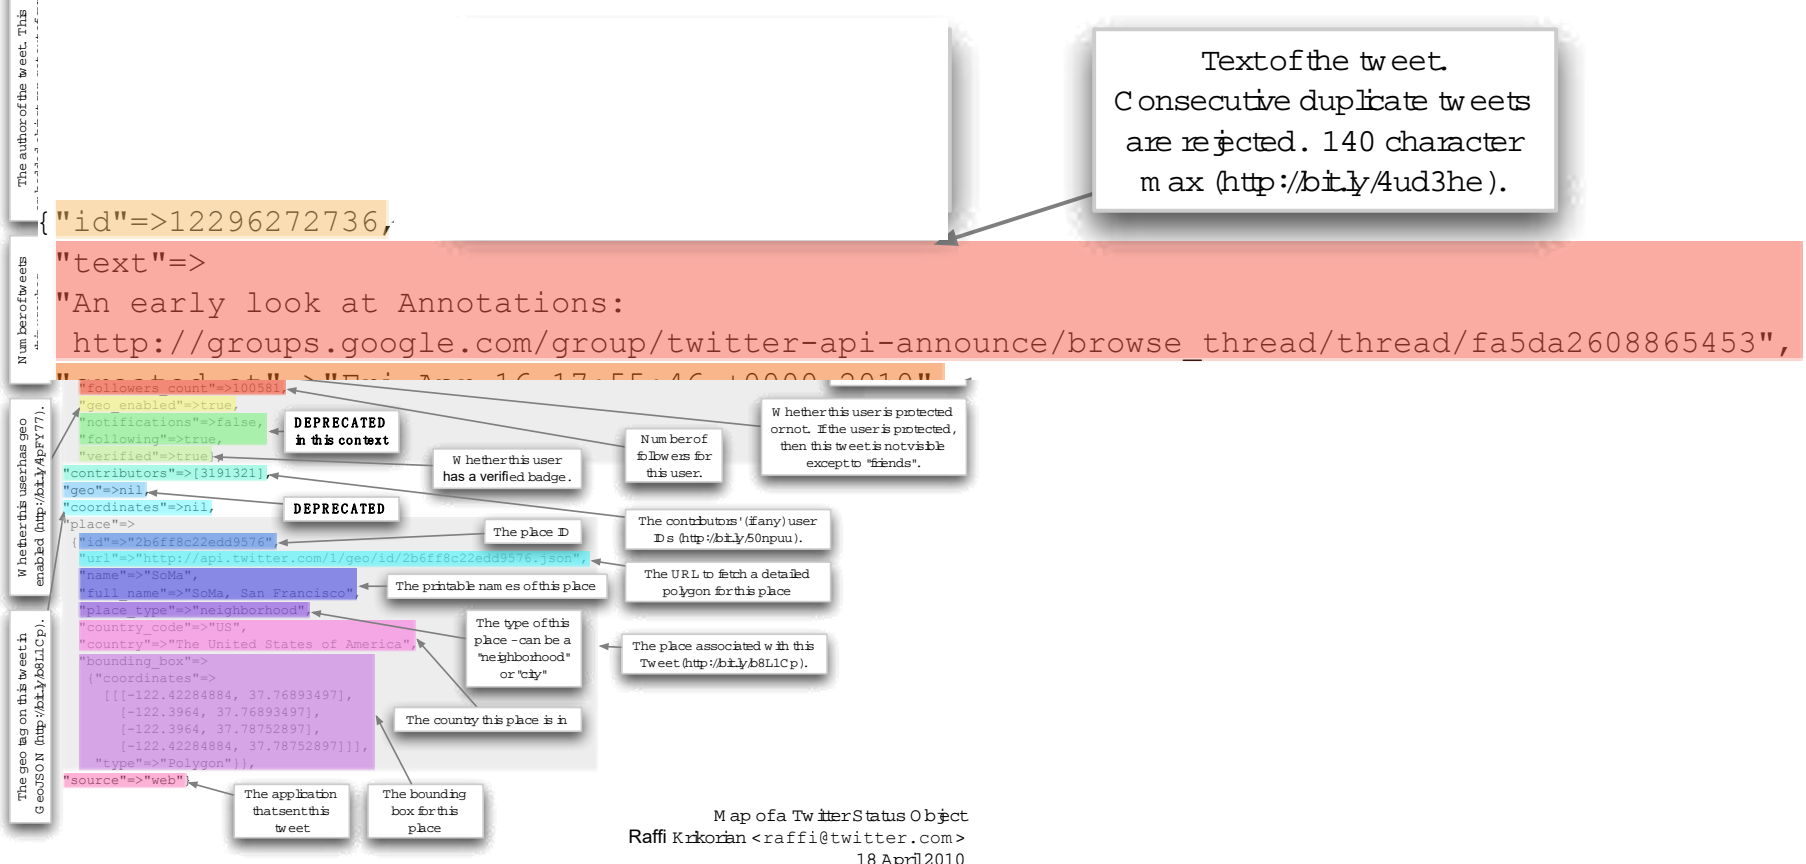 The author of the tweet. This
Text of the tweet.
Consecutive duplicate tweets
are rejected. 140 character
max (http://bit.ly/4ud3he).
{"id"=>12296272736,
"text"=>
"An early look at Annotations:
http://groups.google.com/group/twitter-api-announce/browse_thread/thread/fa5da2608865453",
"created_at"=>"Fri Apr 16 17:55:46 +0000 2010"
Number of tweets
"followers_count"=>100581,
"geo_enabled"=>true,
"notifications"=>false,
"following"=>true,
"verified"=>true}
DEPRECATED
in this context
Whether this user
has a verified badge.
Number of
followers for
this user.
Whether this user is protected
or not. If the user is protected,
then this tweet is not visible
except to "friends".
Whether this user has geo
enabled (http://bit.ly/4pFY77).
"contributors"=>[3191321],
"geo"=>nil,
"coordinates"=>nil,
DEPRECATED
The contributors' (if any) user
IDs (http://bit.ly/50npuu).
"place"=>
{"id"=>"2b6ff8c22edd9576",
"url"=>"http://api.twitter.com/1/geo/id/2b6ff8c22edd9576.json",
"name"=>"SoMa",
"full_name"=>"SoMa, San Francisco",
"place_type"=>"neighborhood",
"country_code"=>"US",
"country"=>"The United States of America",
"bounding_box"=>
{"coordinates"=>
[[[-122.42284884, 37.76893497],
[-122.3964, 37.76893497],
[-122.3964, 37.78752897],
[-122.42284884, 37.78752897]]],
"type"=>"Polygon"}},
"source"=>"web"}
The place ID
The URL to fetch a detailed
polygon for this place
The printable names of this place
The type of this
place - can be a
"neighborhood"
or "city"
The place associated with this
Tweet (http://bit.ly/b8L1Cp).
The country this place is in
The geo tag on this tweet in
GeoJSON (http://bit.ly/b8L1Cp).
The application
that sent this
tweet
The bounding
box for this
place
Map of a Twitter Status Object
Raffi Krikorian <raffi@twitter.com>
18 April 2010